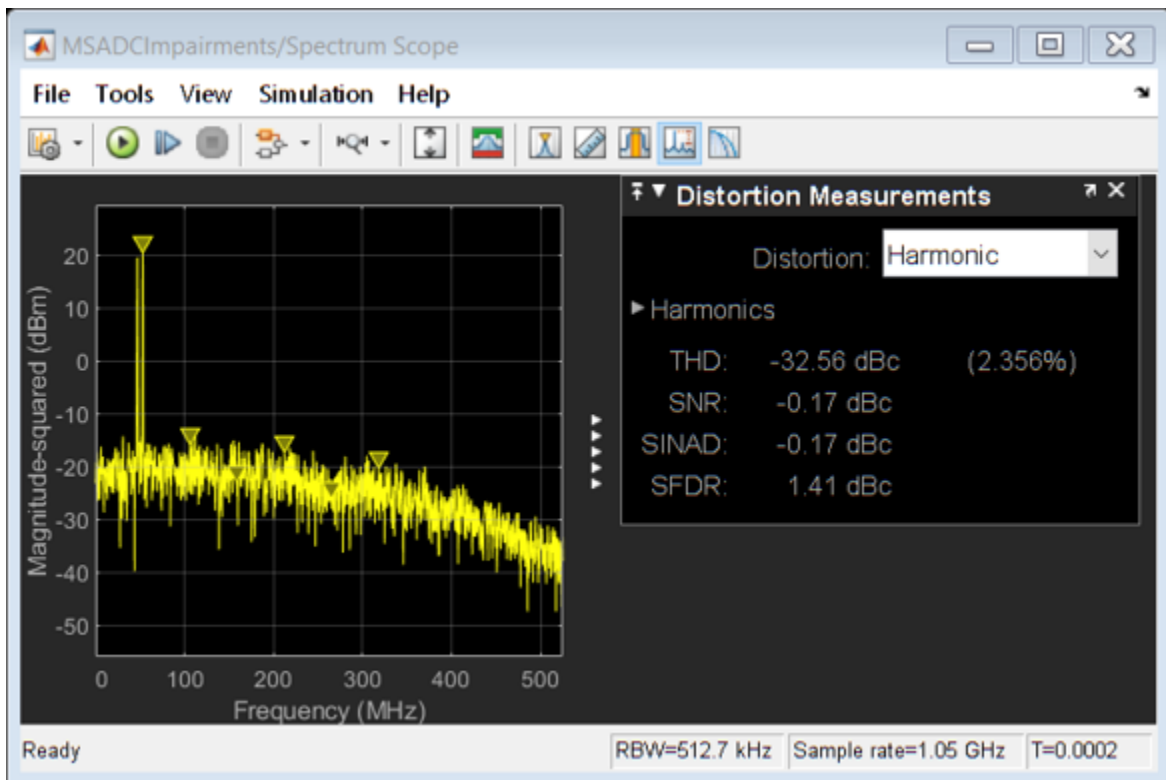 MSADCImpairments/Spectrum Scope
File Tools View Simulation Help
Distortion Measurements
Distortion: Harmonic
Harmonics
THD: -32.56 dBc (2.356%)
SNR: -0.17 dBc
SINAD: -0.17 dBc
SFDR: 1.41 dBc
Magnitude-squared (dBm)
20
10
0
-10
-20
-30
-40
-50
0 100 200 300 400 500
Frequency (MHz)
Ready RBW=512.7 kHz Sample rate=1.05 GHz T=0.0002